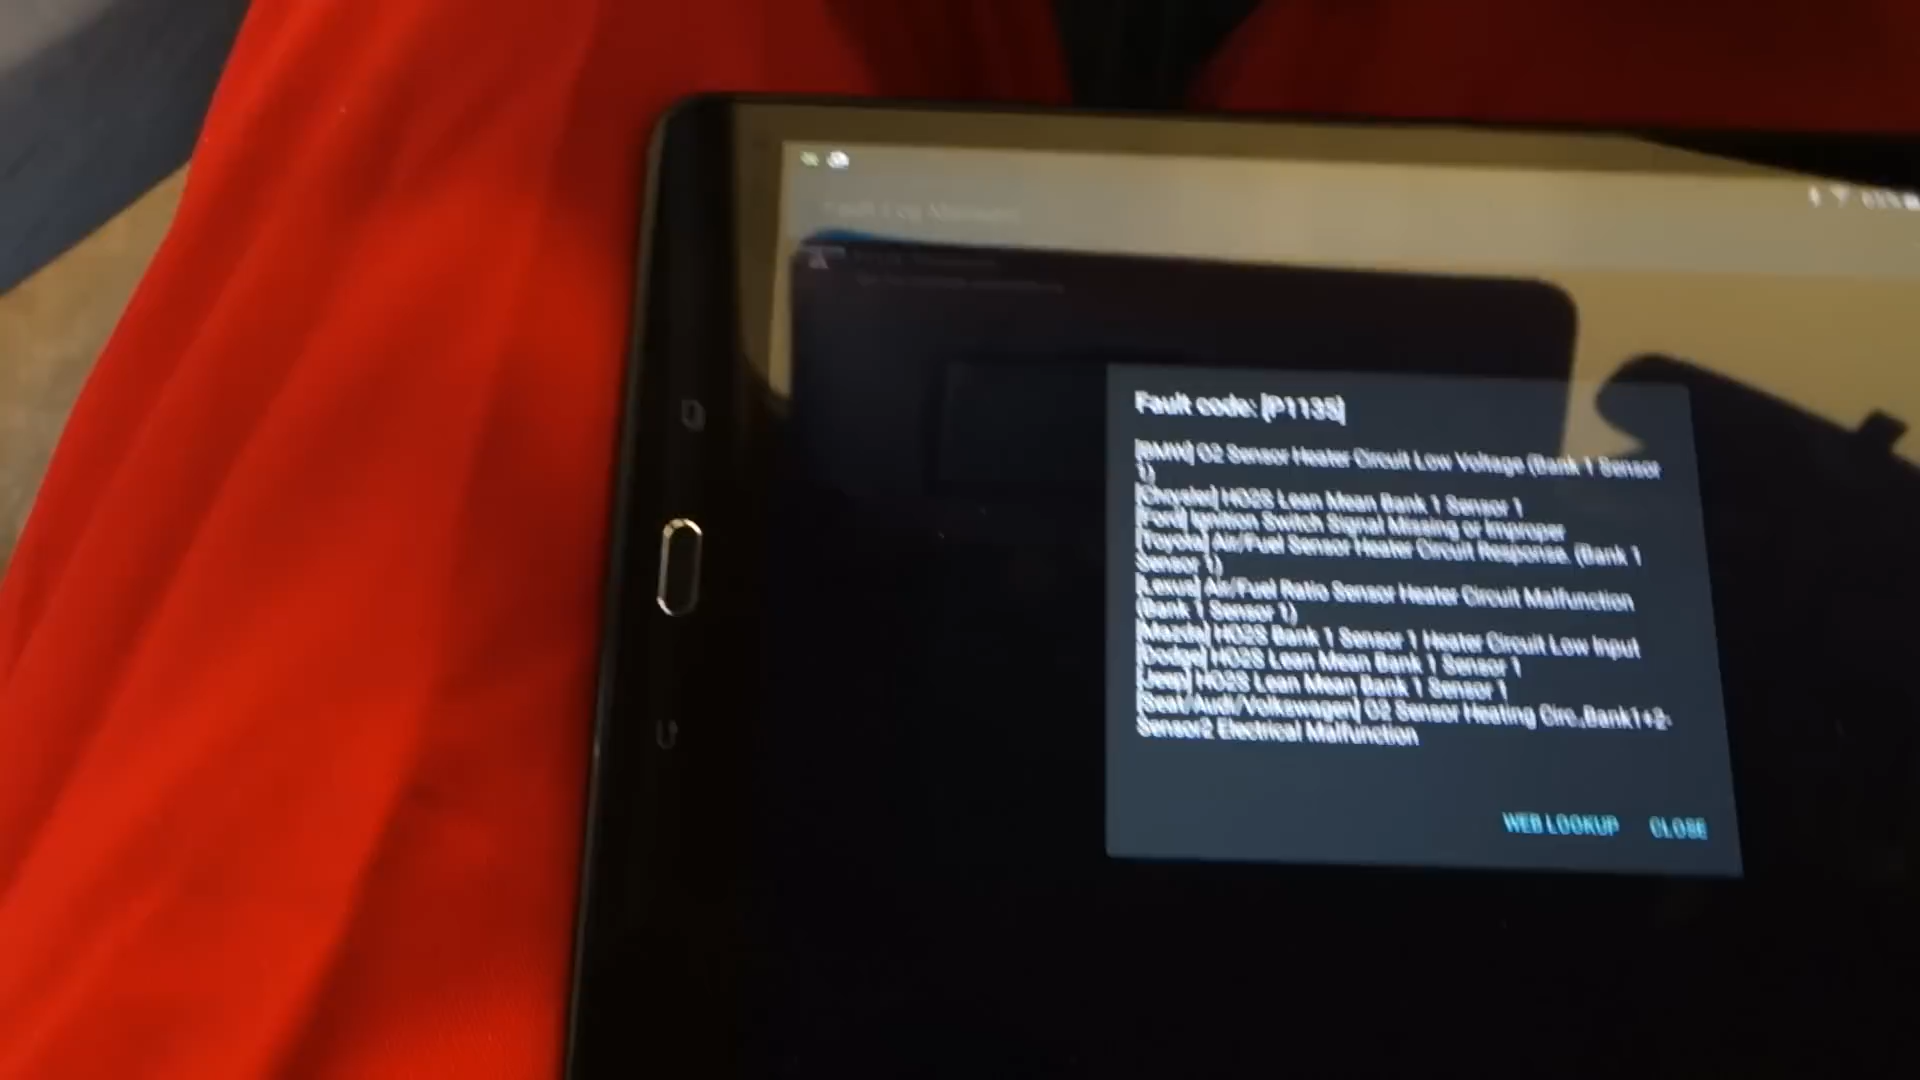 Fault code: [P1135]
[BMW] O2 Sensor Heater Circuit Low Voltage (Bank 1 Sensor
1)
[Chrysler] HO2S Lean Mean Bank 1 Sensor 1
[Ford] Ignition Switch Signal Missing or Improper
[Toyota] Air/Fuel Sensor Heater Circuit Response. (Bank 1
Sensor 1)
[Lexus] Air/Fuel Ratio Sensor Heater Circuit Malfunction
(Bank 1 Sensor 1)
[Mazda] HO2S Bank 1 Sensor 1 Heater Circuit Low Input
[Dodge] HO2S Lean Mean Bank 1 Sensor 1
[Jeep] HO2S Lean Mean Bank 1 Sensor 1
[Seat/Audi/Volkswagen] O2 Sensor Heating Circ.,Bank1+2-
Sensor2 Electrical Malfunction
WEB LOOKUP CLOSE